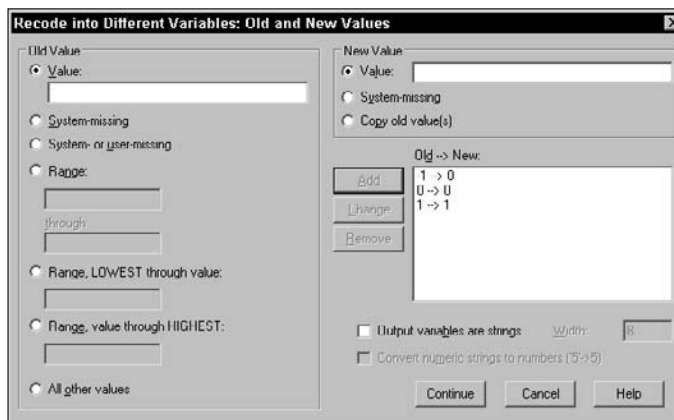 Recode into Different Variables: Old and New Values
Old Value
Value:
System-missing
System- or user-missing
Range:
through
Range, LOWEST through value:
Range, value through HIGHEST:
All other values
New Value
Value:
System-missing
Copy old value(s)
Old --> New:
1 -> 0
0 --> 0
1 --> 1
Add
Change
Remove
Output variables are strings
Width: 8
Convert numeric strings to numbers ('5'->5)
Continue
Cancel
Help